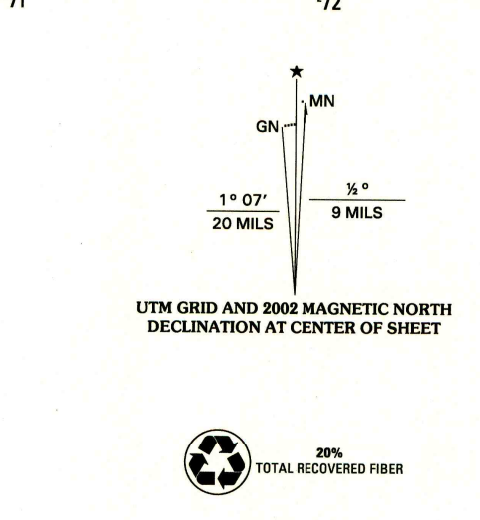 ★
MN
GN
1° 07′
20 MILS
½°
9 MILS
UTM GRID AND 2002 MAGNETIC NORTH
DECLINATION AT CENTER OF SHEET
20%
TOTAL RECOVERED FIBER